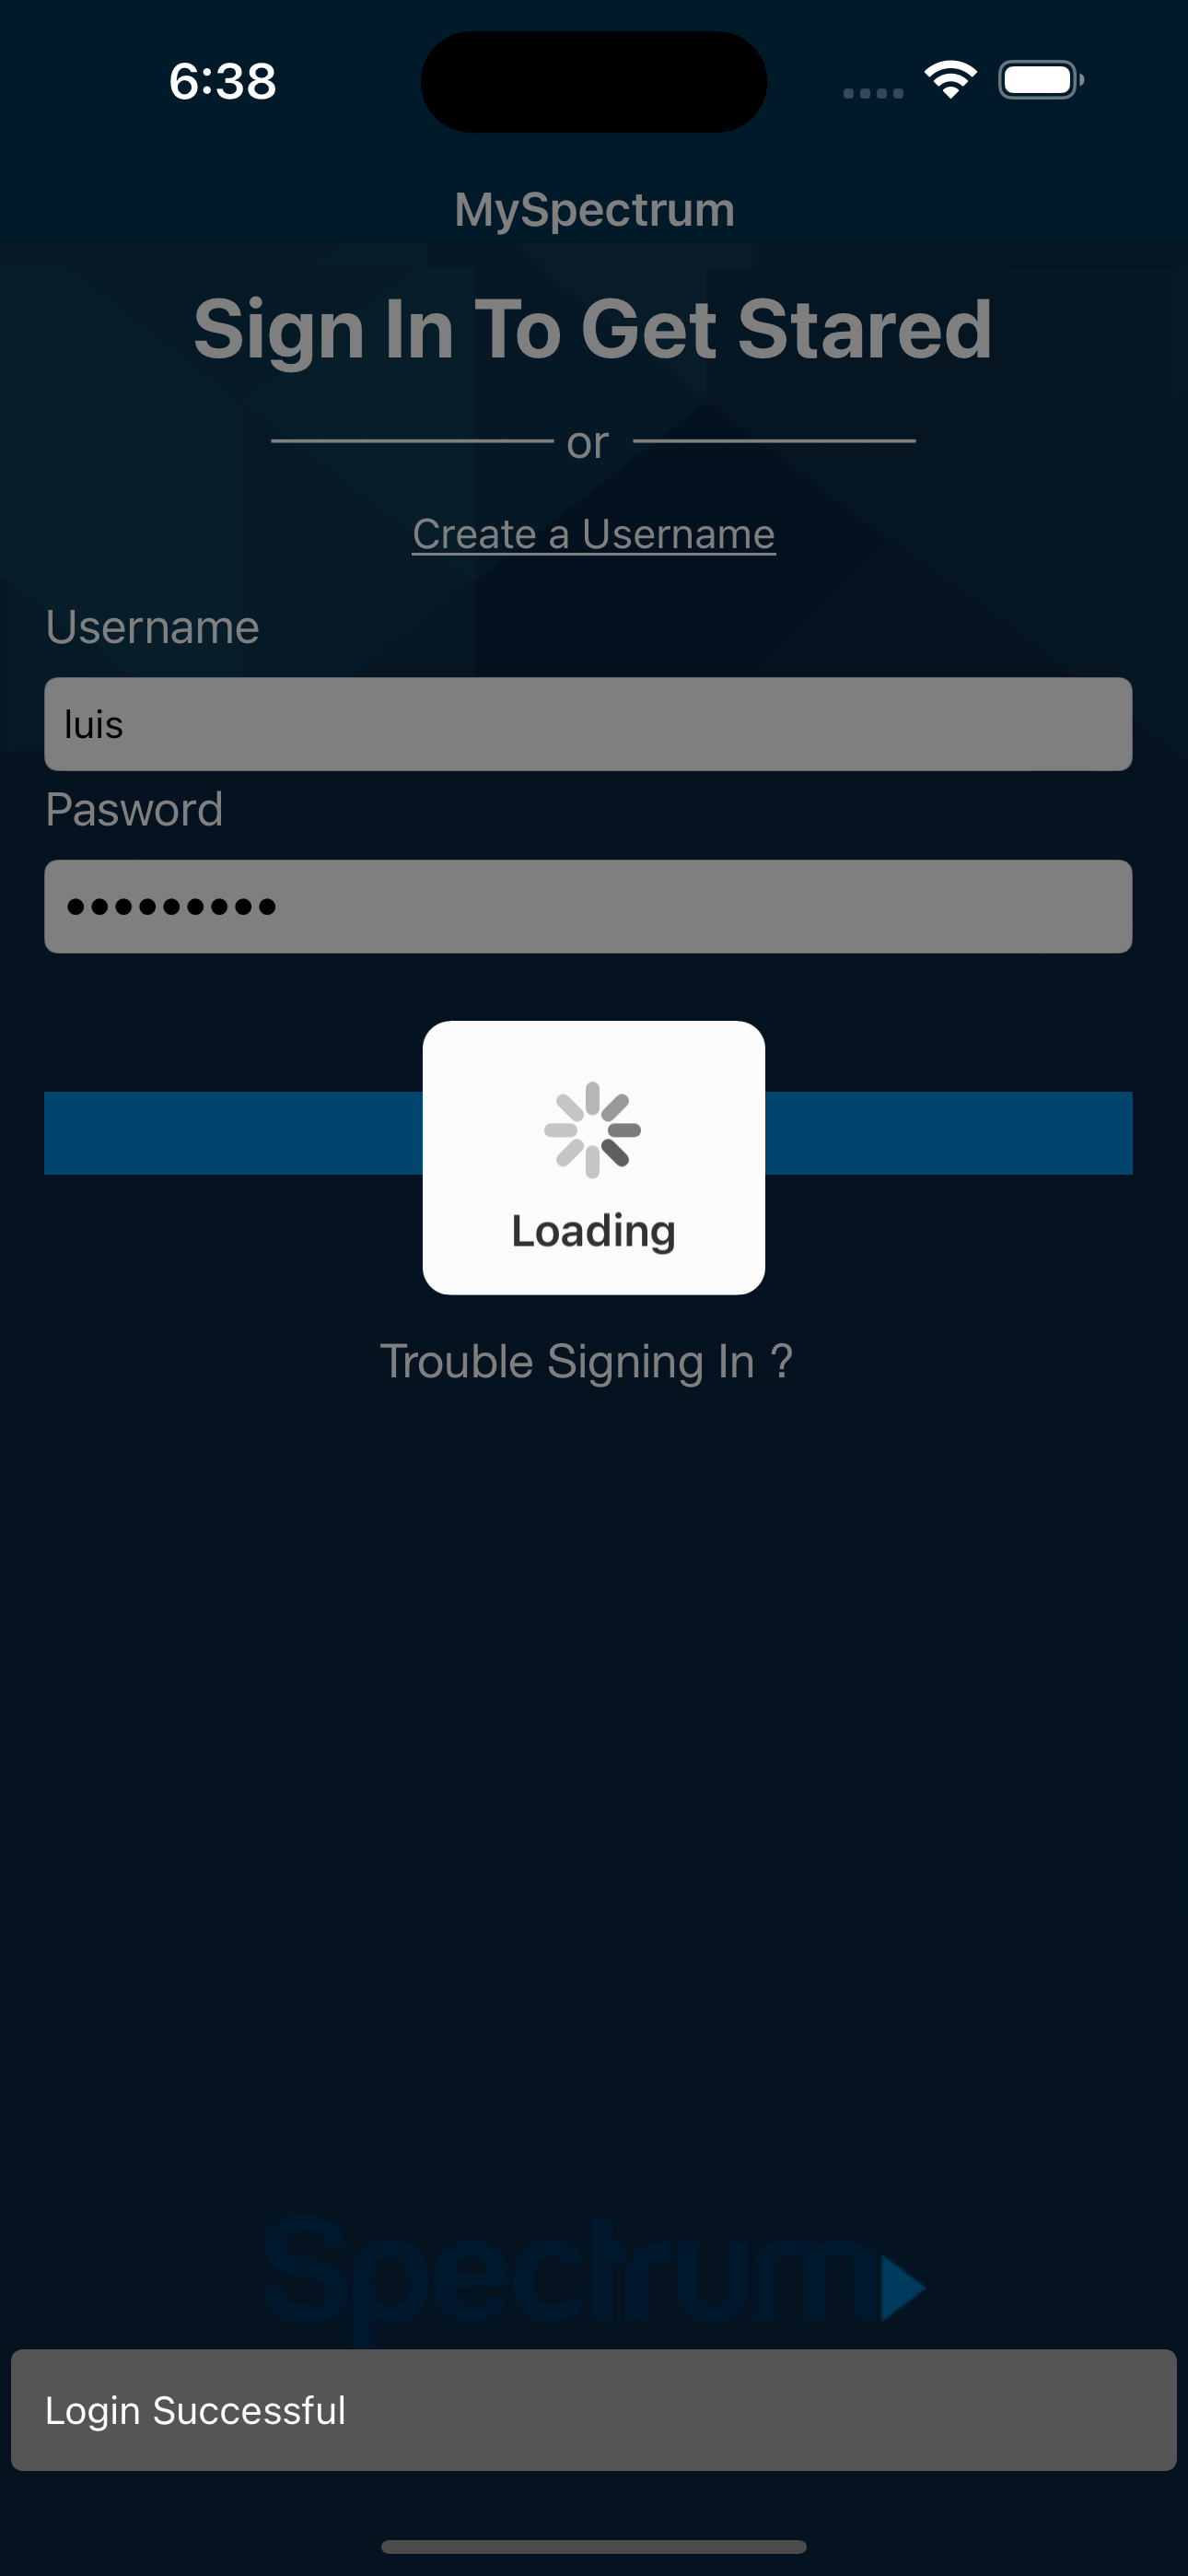 6:38
MySpectrum
Sign In To Get Stared
or
Create a Username
Username
luis
Pasword
•••••••••
Loading
Trouble Signing In ?
Spectrum
Login Successful